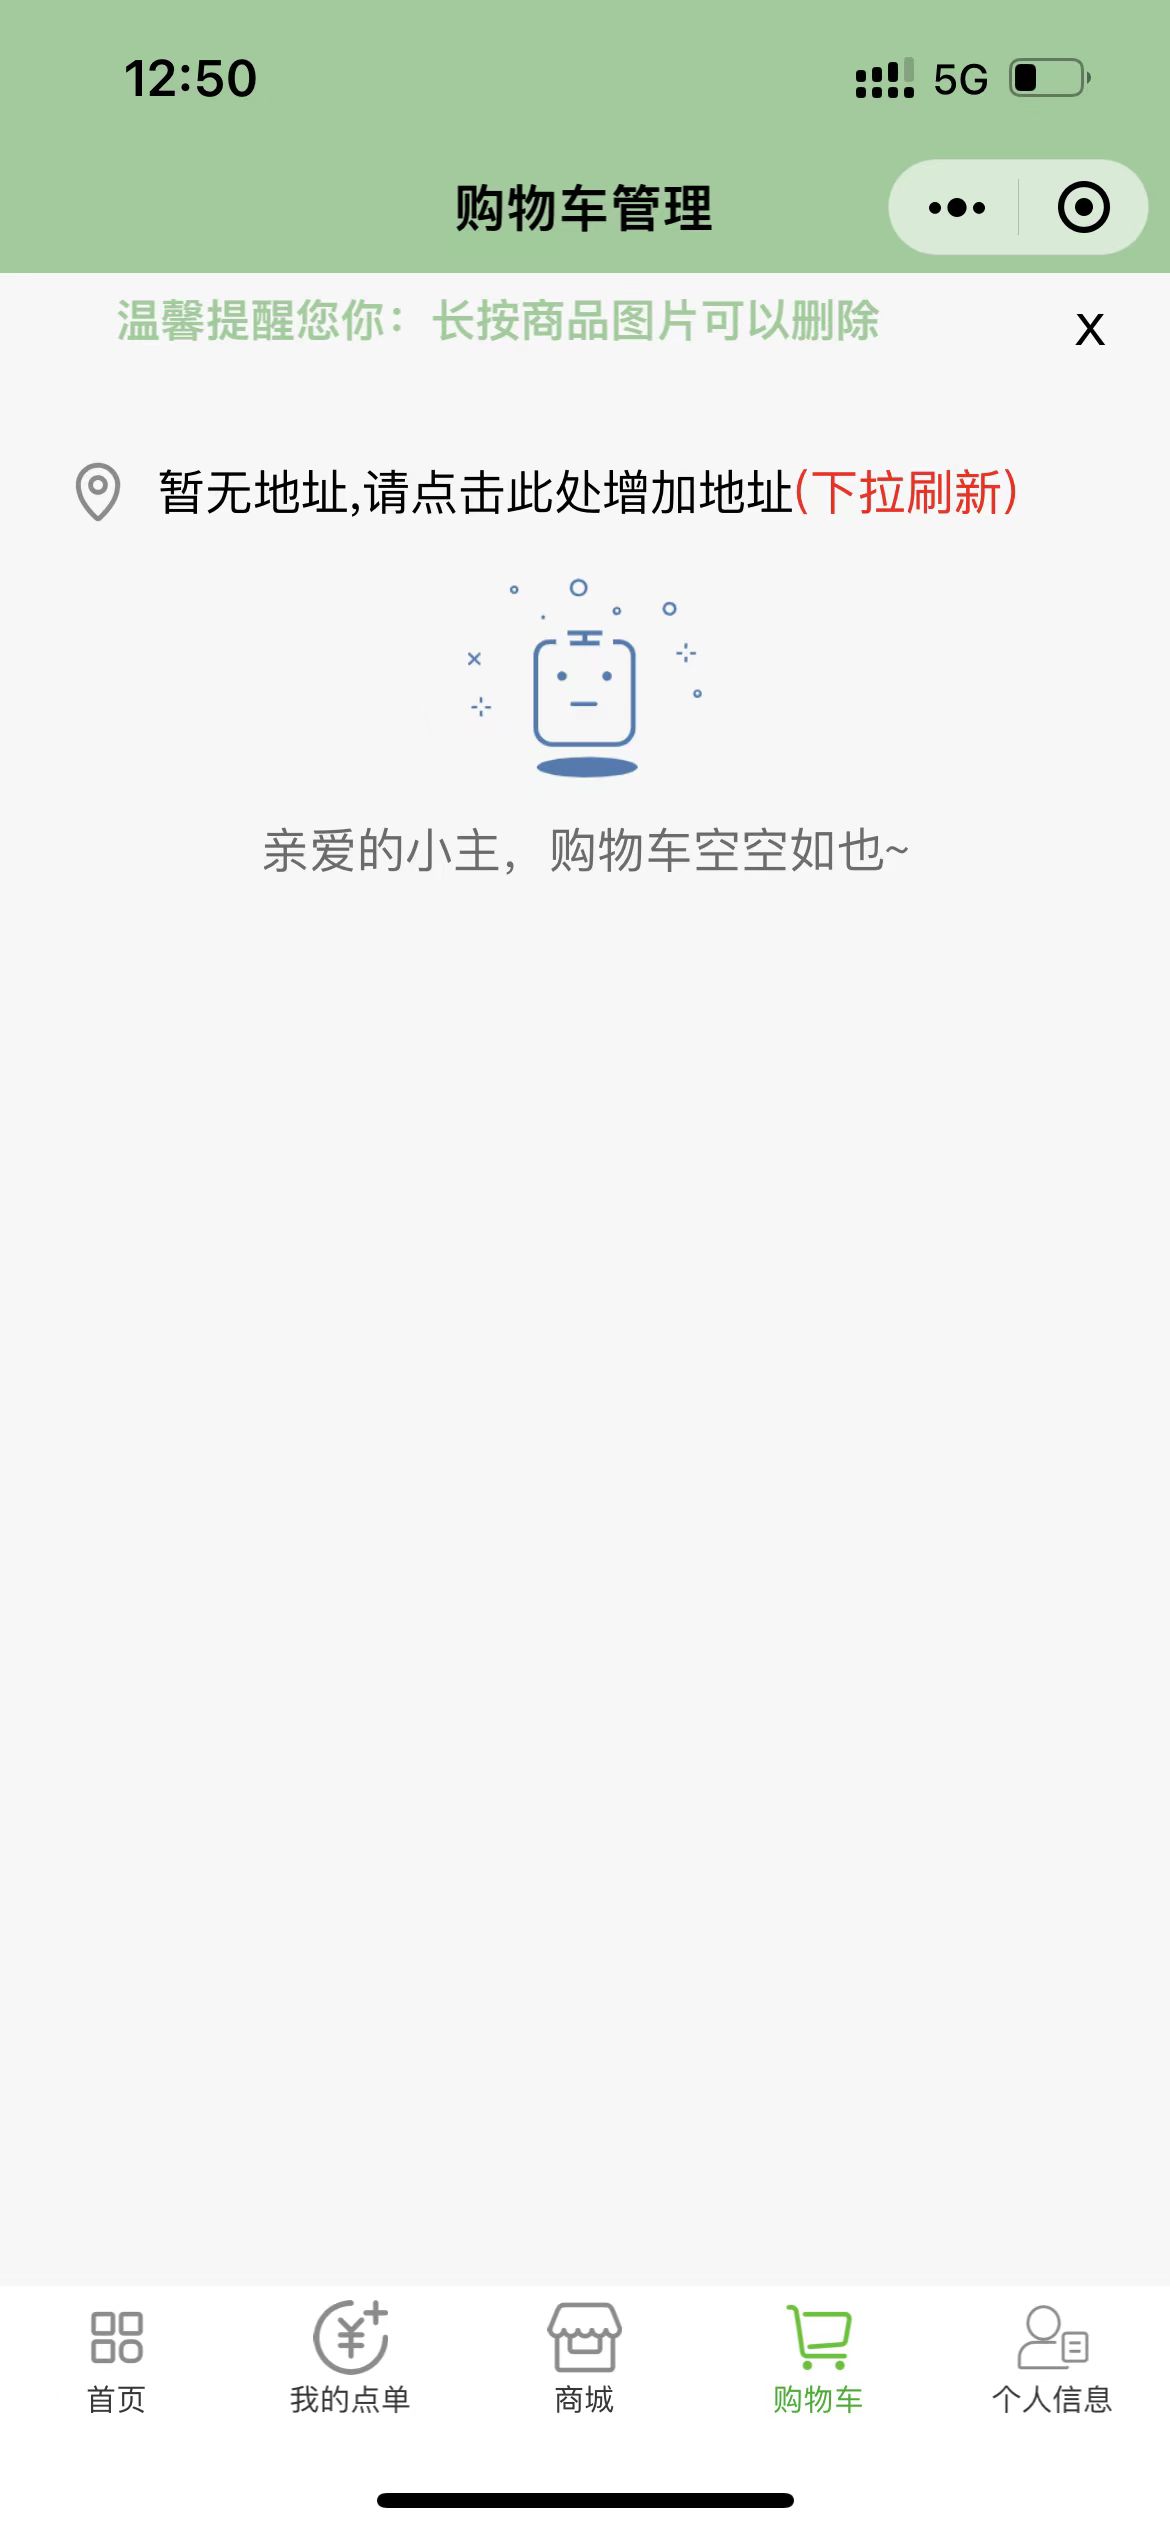 12:50
5G
购物车管理
温馨提醒您你：长按商品图片可以删除
X
暂无地址,请点击此处增加地址(下拉刷新)
亲爱的小主，购物车空空如也~
首页
我的点单
商城
购物车
个人信息